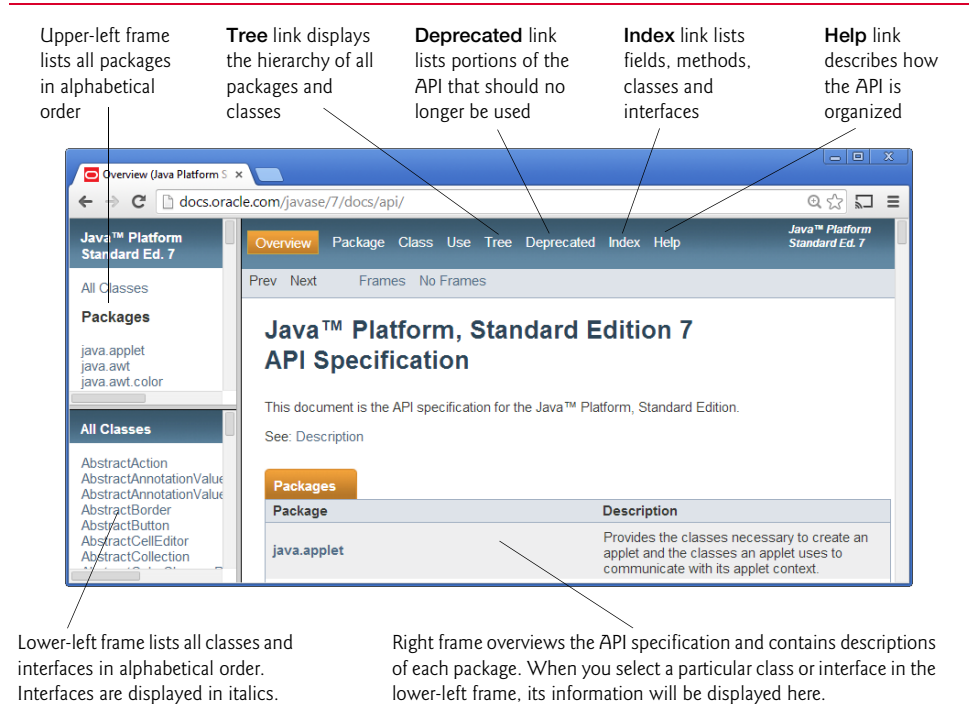 Upper-left frame
lists all packages
in alphabetical
order
Tree link displays
the hierarchy of all
packages and
classes
Deprecated link
lists portions of the
API that should no
longer be used
Index link lists
fields, methods,
classes and
interfaces
Help link
describes how
the API is
organized
Overview (Java Platform S
docs.oracle.com/javase/7/docs/api/
Java™ Platform
Standard Ed. 7
All Classes
Packages
java.applet
java.awt
java.awt.color
All Classes
AbstractAction
AbstractAnnotationValue
AbstractAnnotationValue
AbstractBorder
AbstractButton
AbstractCellEditor
AbstractCollection
Overview Package Class Use Tree Deprecated Index Help
Java™ Platform
Standard Ed. 7
Prev Next Frames No Frames
Java™ Platform, Standard Edition 7
API Specification
This document is the API specification for the Java™ Platform, Standard Edition.
See: Description
Packages
Package Description
java.applet
Provides the classes necessary to create an
applet and the classes an applet uses to
communicate with its applet context.
Lower-left frame lists all classes and
interfaces in alphabetical order.
Interfaces are displayed in italics.
Right frame overviews the API specification and contains descriptions
of each package. When you select a particular class or interface in the
lower-left frame, its information will be displayed here.